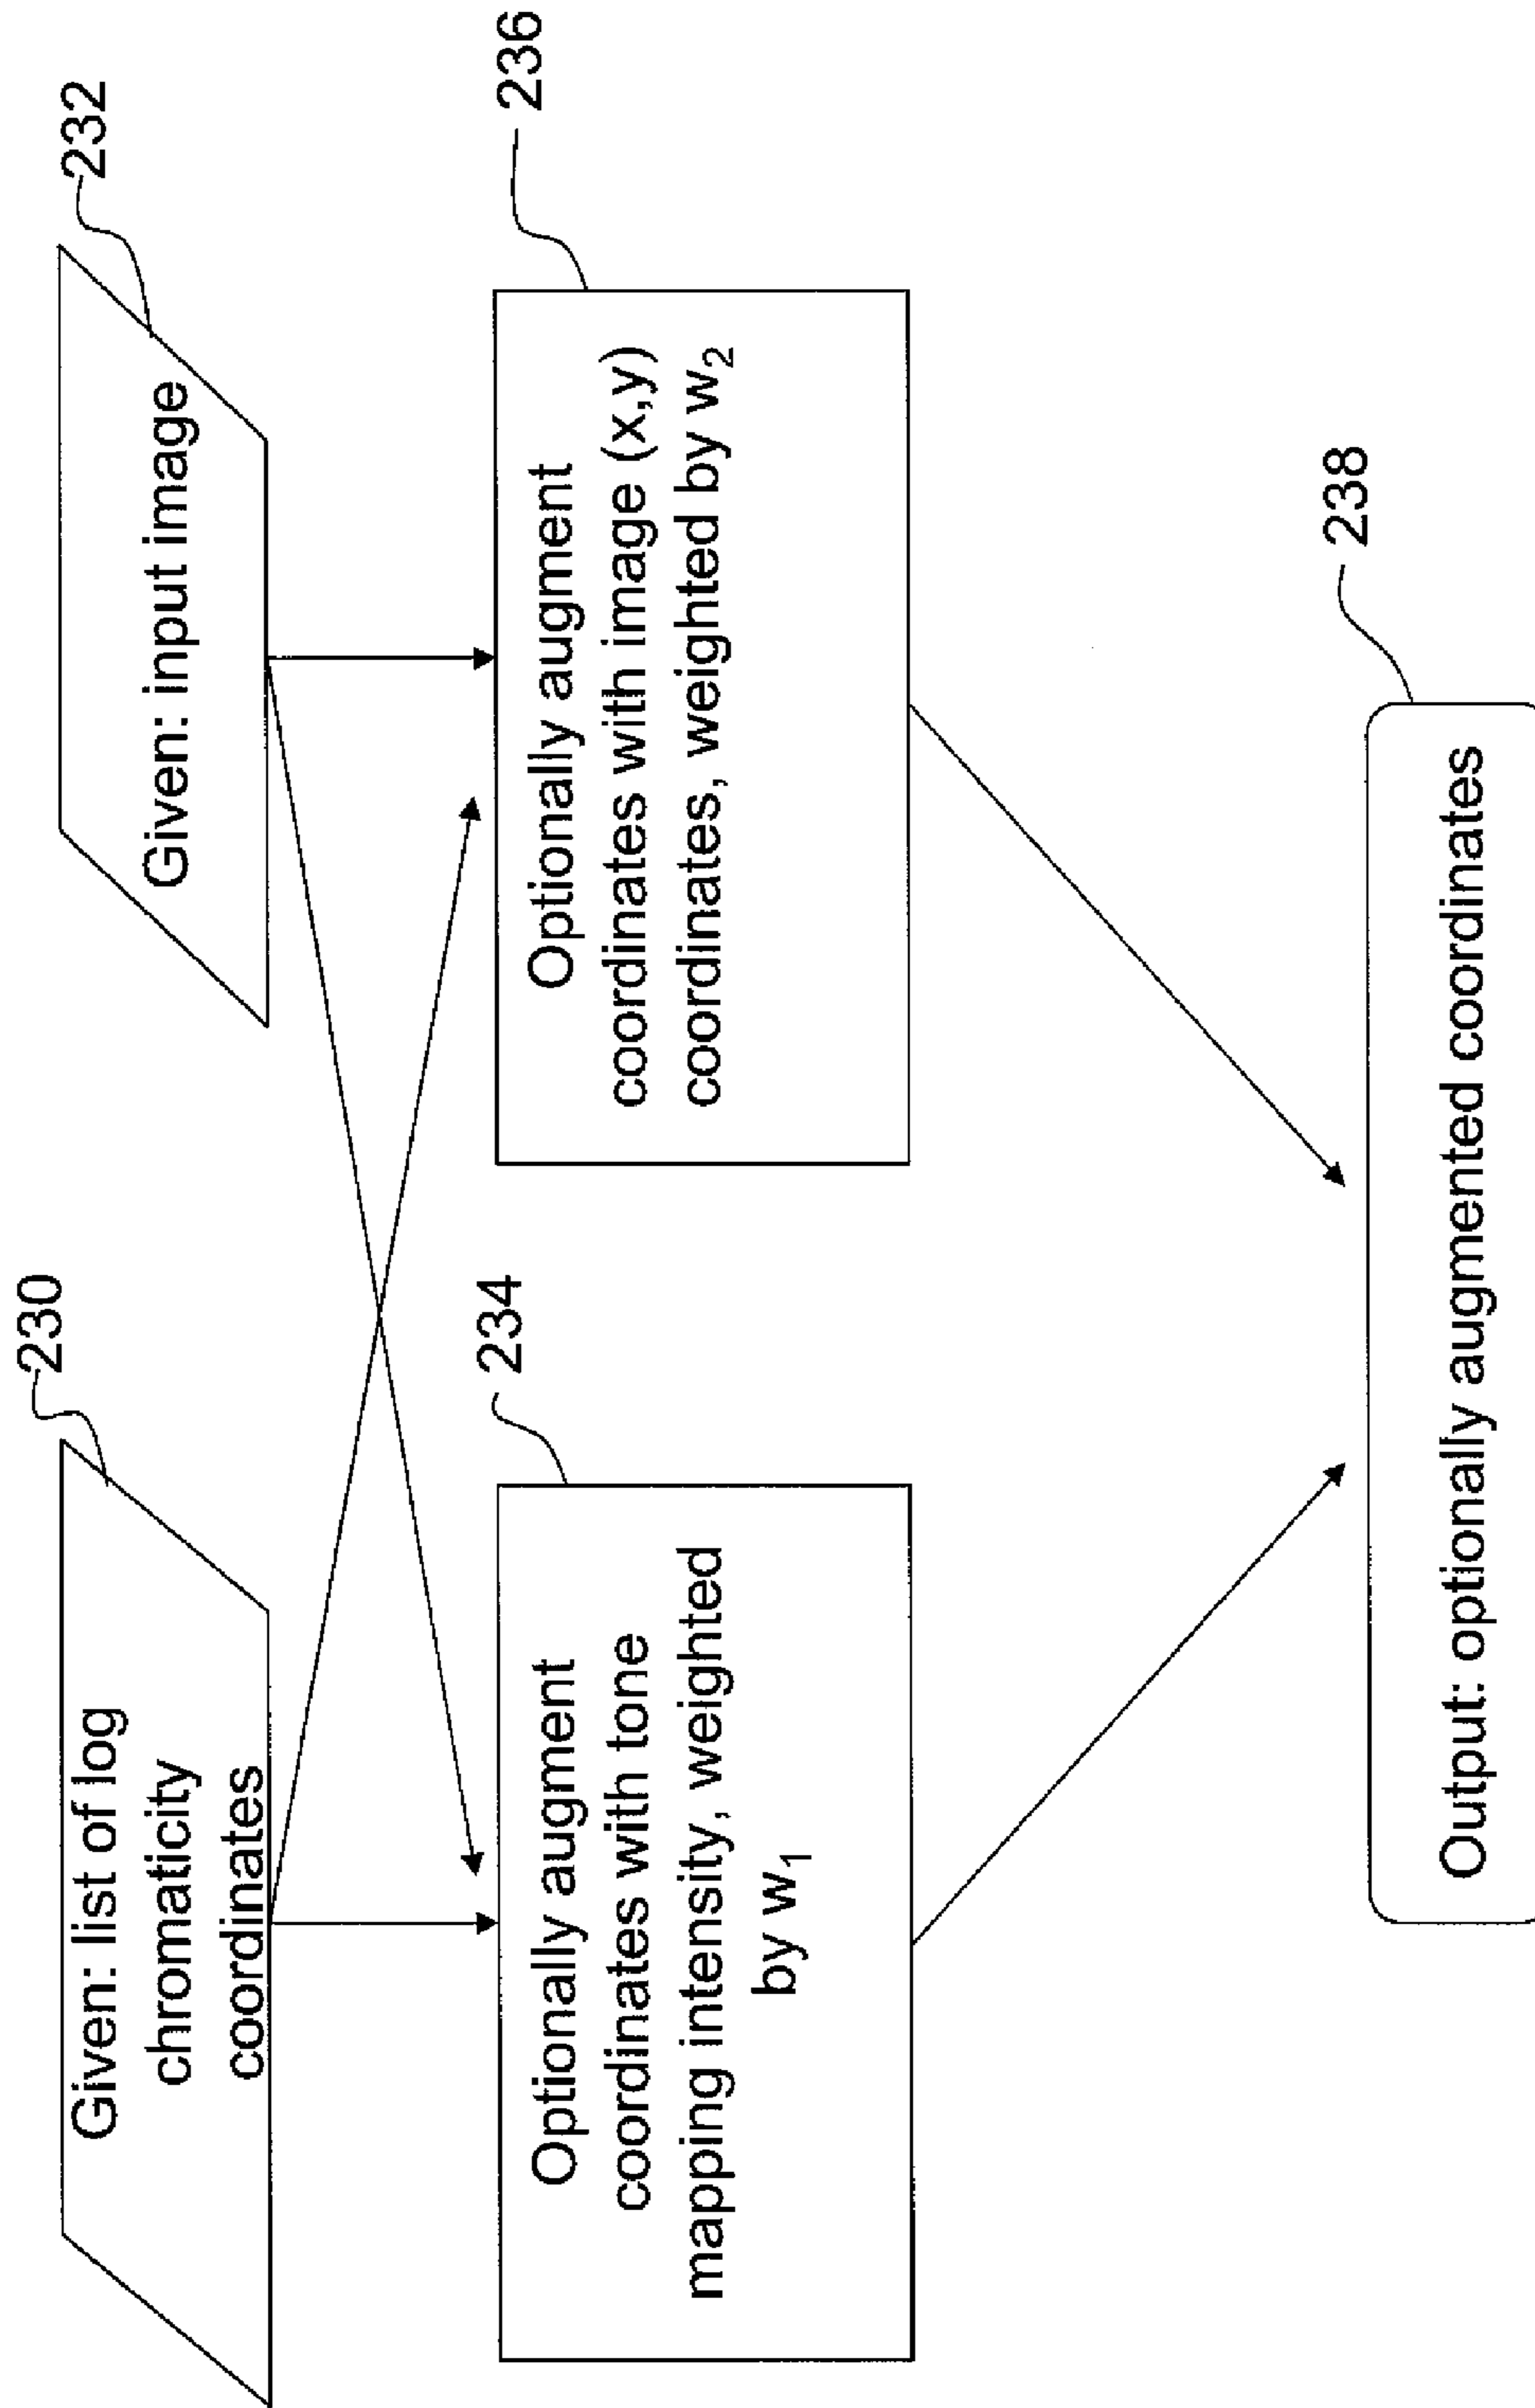 230
Given: list of log
chromaticity
coordinates
232
Given: input image
234
Optionally augment
coordinates with tone
mapping intensity, weighted
by w₁
236
Optionally augment
coordinates with image (x,y)
coordinates, weighted by w₂
238
Output: optionally augmented coordinates